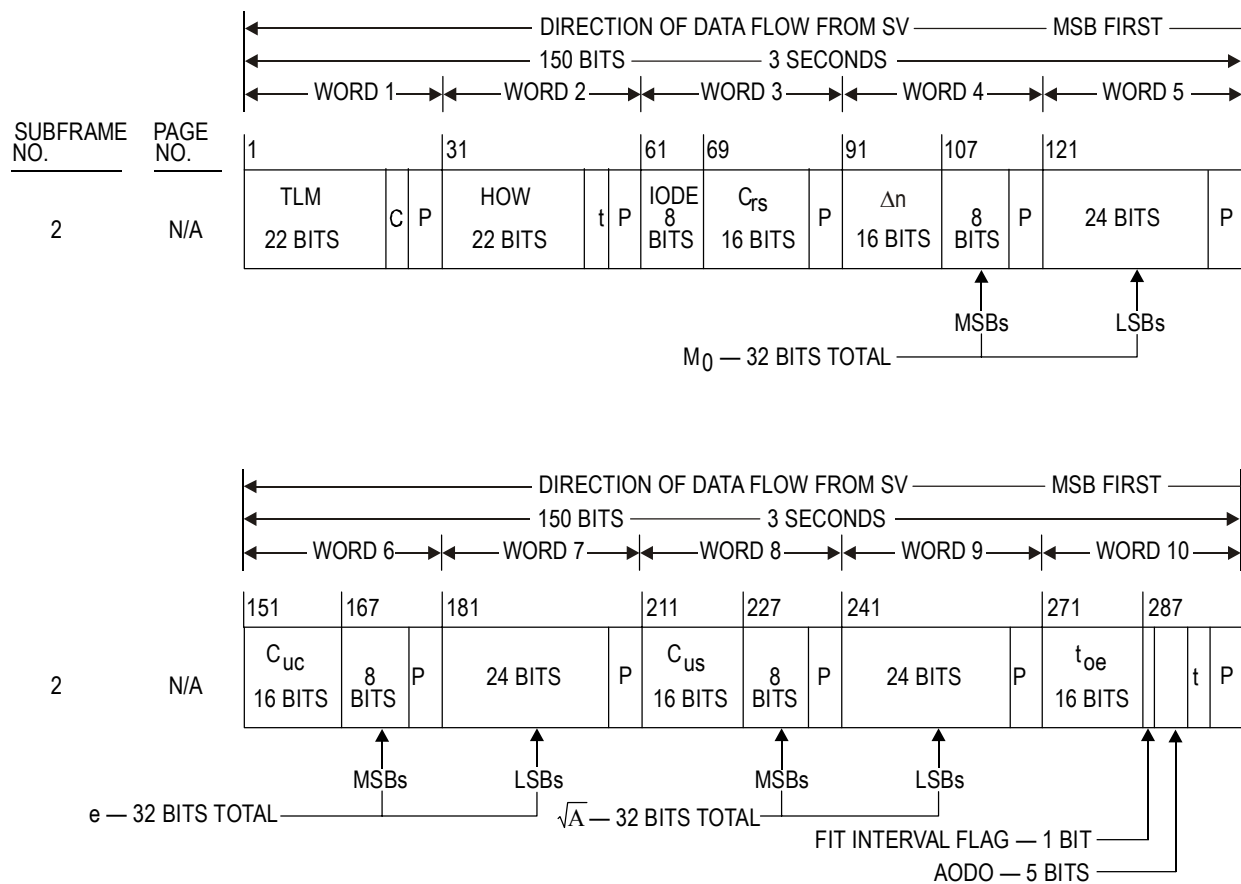 DIRECTION OF DATA FLOW FROM SV MSB FIRST
150 BITS 3 SECONDS
WORD 1 WORD 2 WORD 3 WORD 4 WORD 5
SUBFRAME NO. PAGE NO.
1 31 61 69 91 107 121
2 N/A
TLM 22 BITS C P HOW 22 BITS t P IODE 8 BITS Crs 16 BITS P Δn 16 BITS 8 BITS P 24 BITS P
MSBs LSBs
M0 — 32 BITS TOTAL
DIRECTION OF DATA FLOW FROM SV MSB FIRST
150 BITS 3 SECONDS
WORD 6 WORD 7 WORD 8 WORD 9 WORD 10
151 167 181 211 227 241 271 287
2 N/A
Cuc 16 BITS 8 BITS P 24 BITS P Cus 16 BITS 8 BITS P 24 BITS P toe 16 BITS t P
MSBs LSBs MSBs LSBs
e — 32 BITS TOTAL √A — 32 BITS TOTAL
FIT INTERVAL FLAG — 1 BIT
AODO — 5 BITS